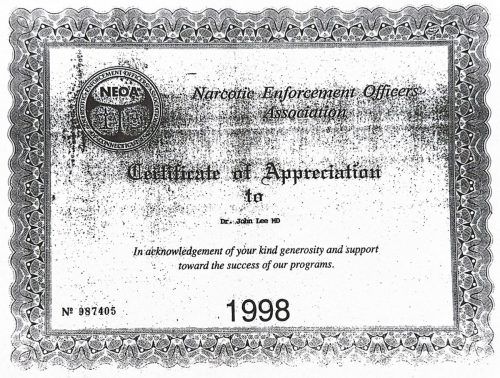 NEOA
Narcotic Enforcement Officers
Association
Certificate of Appreciation
to
Dr. John Lee MD
In acknowledgement of your kind generosity and support
toward the success of our programs.
Nº 987405
1998